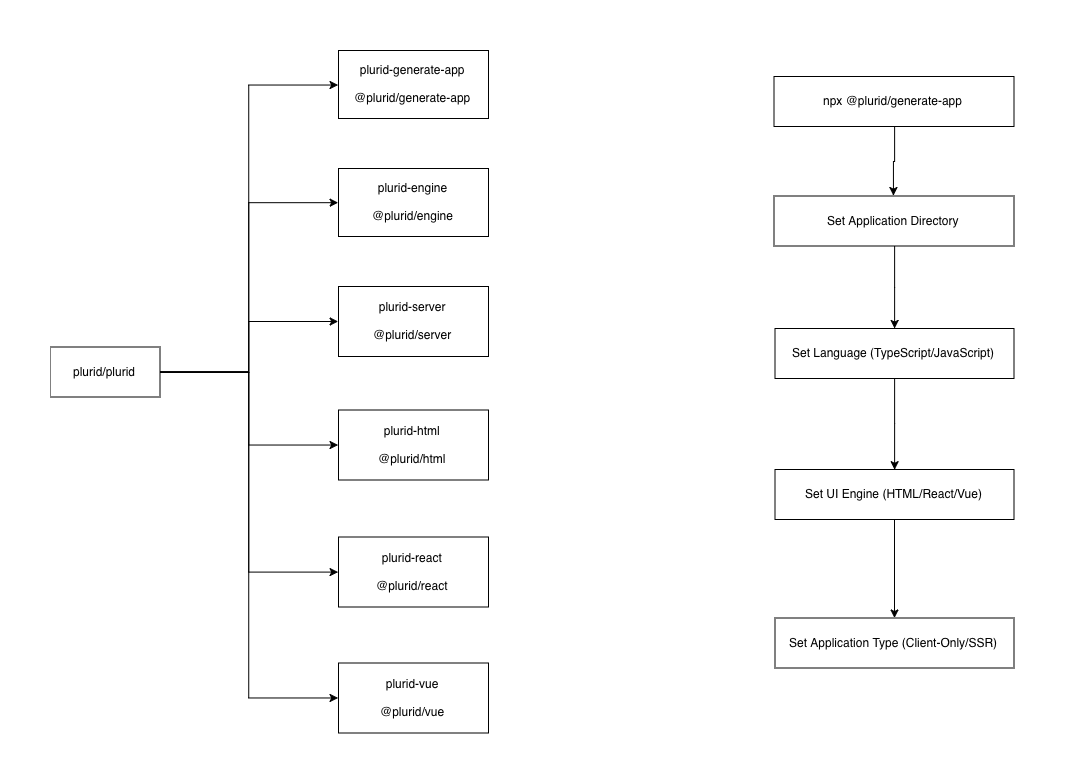 plurid/plurid
plurid-generate-app
@plurid/generate-app
plurid-engine
@plurid/engine
plurid-server
@plurid/server
plurid-html
@plurid/html
plurid-react
@plurid/react
plurid-vue
@plurid/vue
npx @plurid/generate-app
Set Application Directory
Set Language (TypeScript/JavaScript)
Set UI Engine (HTML/React/Vue)
Set Application Type (Client-Only/SSR)